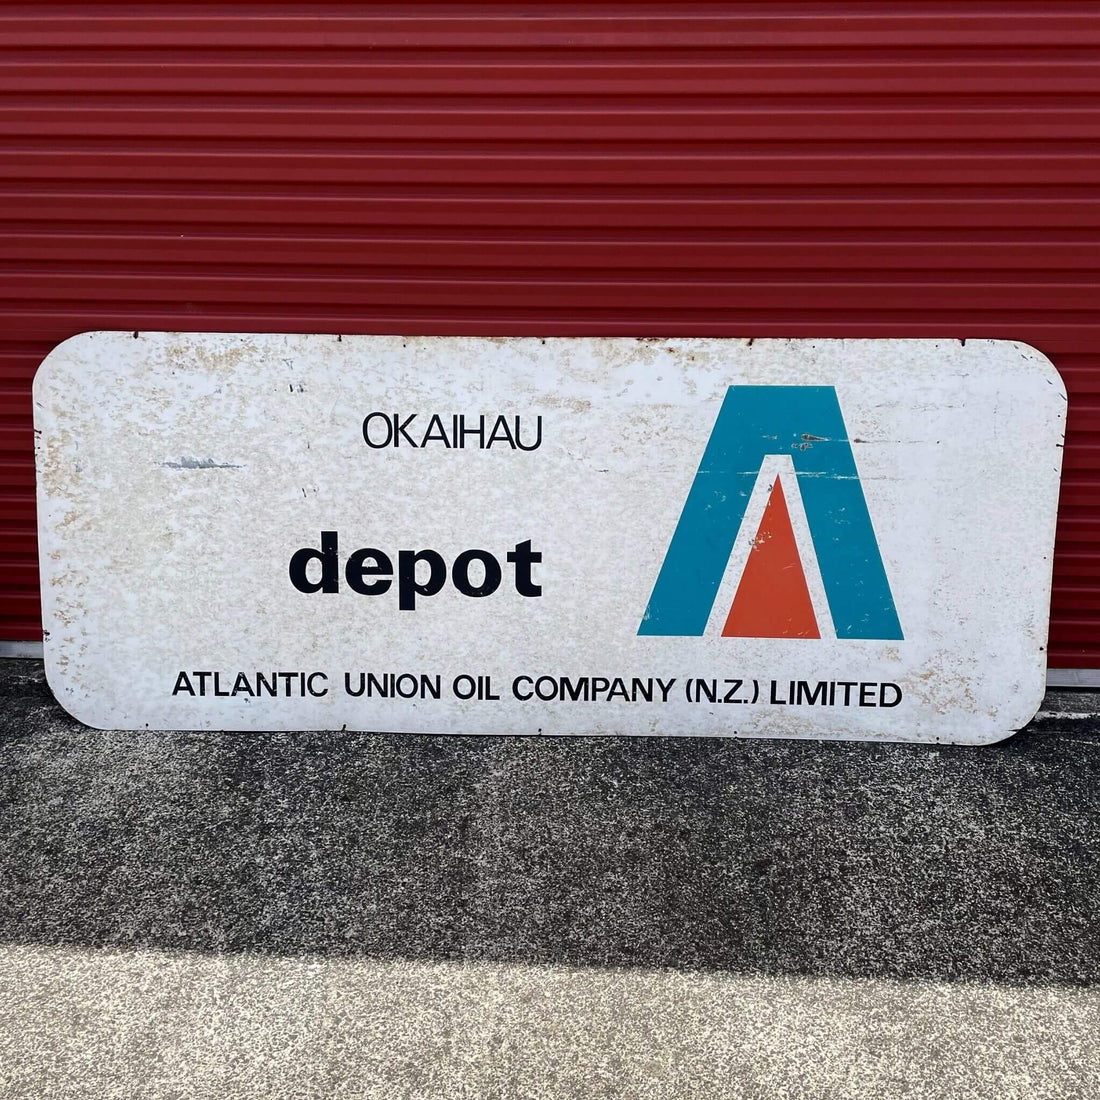 OKAIHAU
depot
ATLANTIC UNION OIL COMPANY (N.Z.) LIMITED